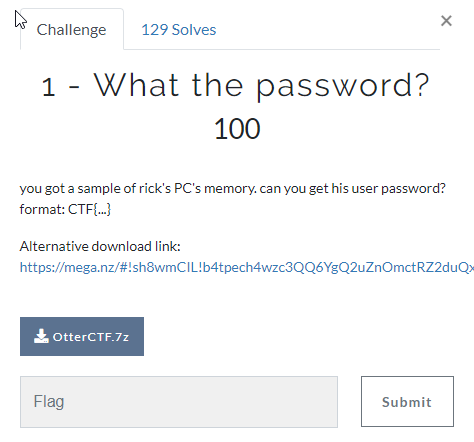 Challenge
129 Solves
×
1 - What the password?
100
you got a sample of rick's PC's memory. can you get his user password?
format: CTF{...}
Alternative download link:
https://mega.nz/#!sh8wmCIL!b4tpech4wzc3QQ6YgQ2uZnOmctRZ2duQx
OtterCTF.7z
Flag
Submit